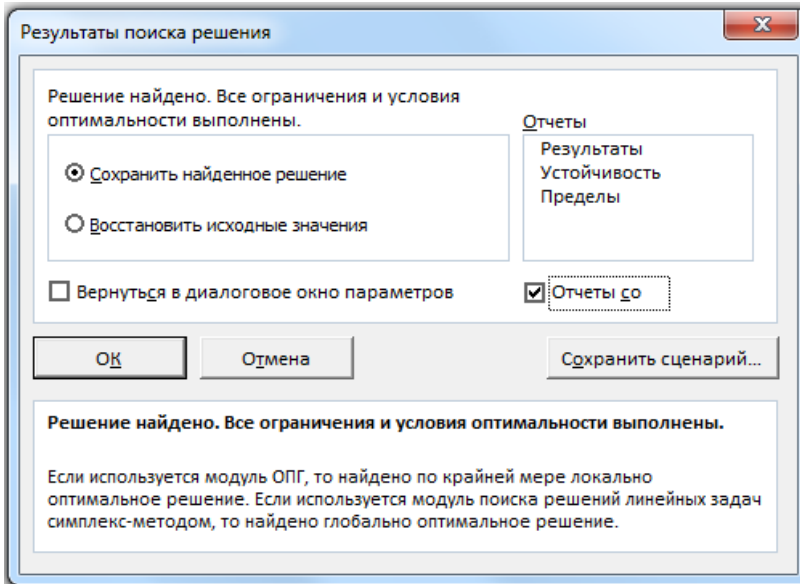 Результаты поиска решения
Решение найдено. Все ограничения и условия
оптимальности выполнены.
Отчеты
Сохранить найденное решение
Восстановить исходные значения
Результаты
Устойчивость
Пределы
Вернуться в диалоговое окно параметров
Отчеты со
ОК
Отмена
Сохранить сценарий...
Решение найдено. Все ограничения и условия оптимальности выполнены.
Если используется модуль ОПГ, то найдено по крайней мере локально
оптимальное решение. Если используется модуль поиска решений линейных задач
симплекс-методом, то найдено глобально оптимальное решение.